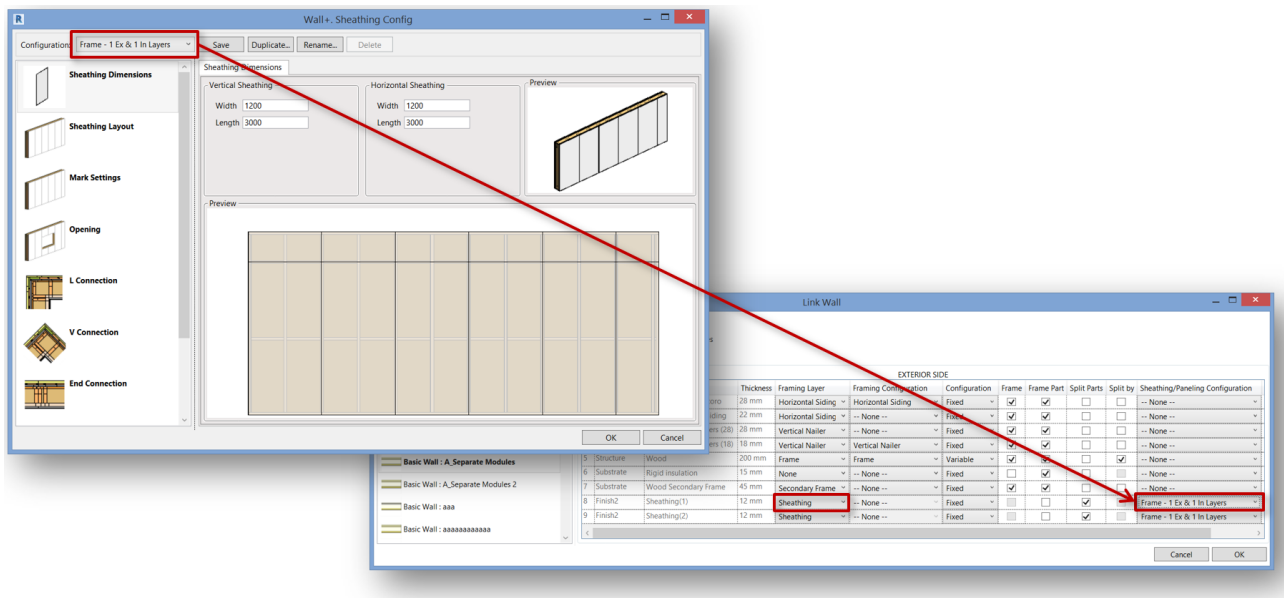 R
Wall+. Sheathing Config
Configuration: Frame - 1 Ex & 1 In Layers Save Duplicate... Rename... Delete
Sheathing Dimensions
Sheathing Layout
Mark Settings
Opening
L Connection
V Connection
End Connection
Sheathing Dimensions
Vertical Sheathing
Width 1200
Length 3000
Horizontal Sheathing
Width 1200
Length 3000
Preview
Preview
OK Cancel
Link Wall
EXTERIOR SIDE
Thickness Framing Layer Framing Configuration Configuration Frame Frame Part Split Parts Split by Sheathing/Paneling Configuration
28 mm Horizontal Siding Horizontal Siding Fixed -- None --
22 mm Horizontal Siding -- None -- Fixed -- None --
(28) 28 mm Vertical Nailer -- None -- Fixed -- None --
(18) 18 mm Vertical Nailer Vertical Nailer Fixed -- None --
5 Structure Wood 200 mm Frame Frame Variable -- None --
6 Substrate Rigid insulation 15 mm None -- None -- Fixed -- None --
7 Substrate Wood Secondary Frame 45 mm Secondary Frame -- None -- Fixed -- None --
8 Finish2 Sheathing(1) 12 mm Sheathing -- None -- Fixed Frame - 1 Ex & 1 In Layers
9 Finish2 Sheathing(2) 12 mm Sheathing -- None -- Fixed Frame - 1 Ex & 1 In Layers
Basic Wall : A_Separate Modules
Basic Wall : A_Separate Modules 2
Basic Wall : aaa
Basic Wall : aaaaaaaaaaaa
Cancel OK